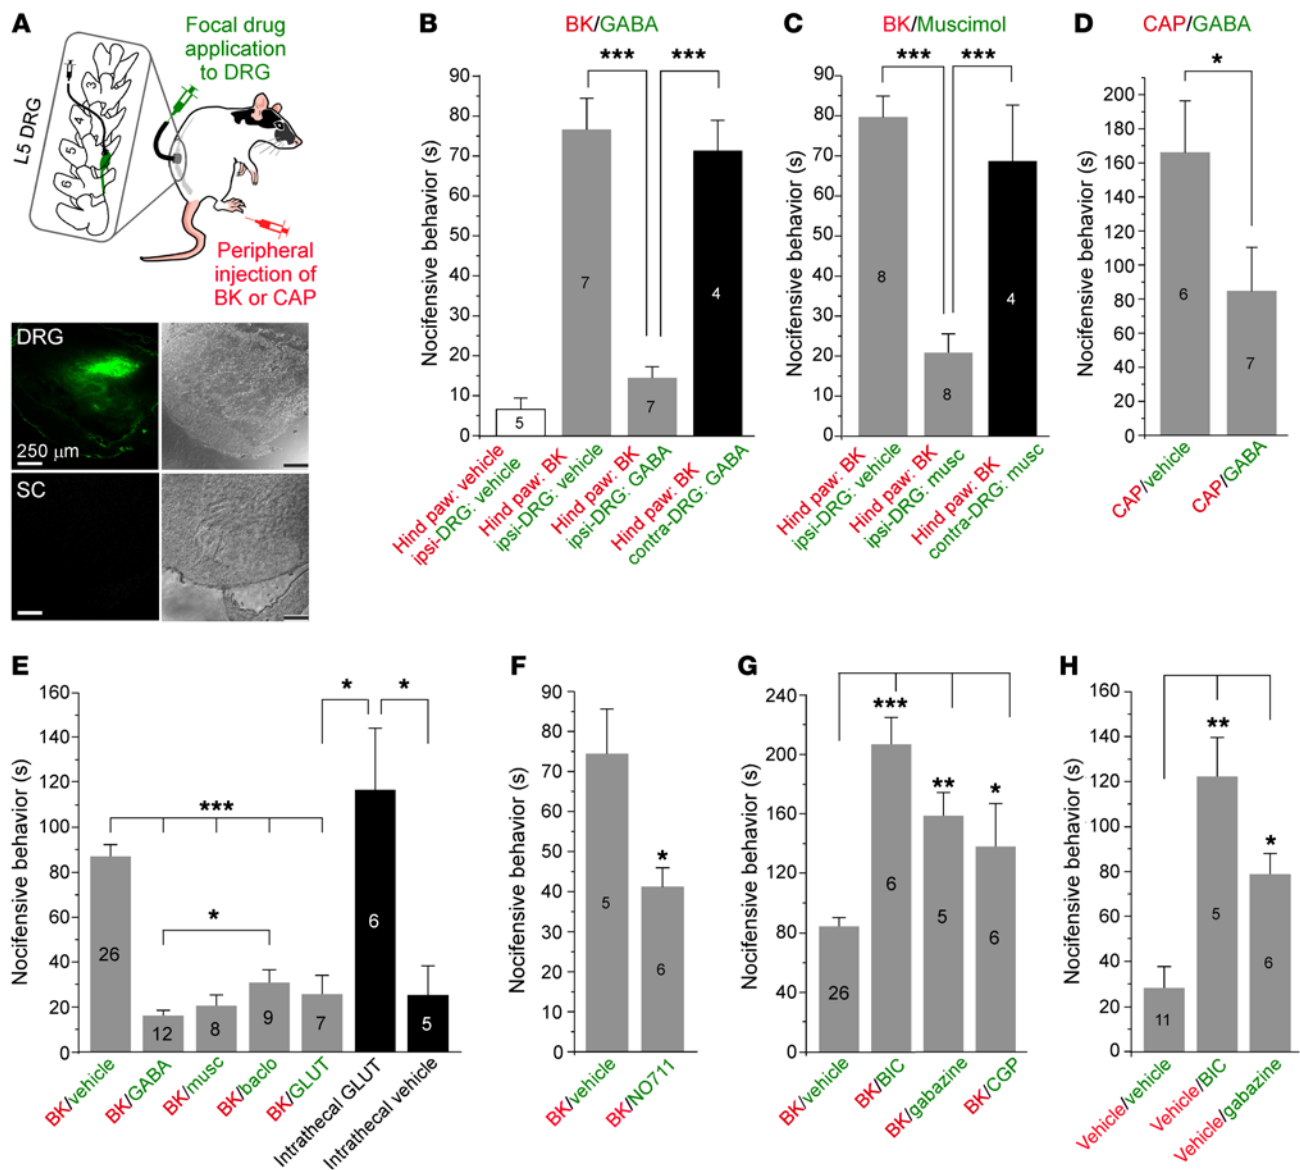 A
Focal drug
application
to DRG
L5 DRG
3
4
5
6
Peripheral
injection of
BK or CAP
DRG
250 µm
SC
B
BK/GABA
***
***
Nocifensive behavior (s)
90
80
70
60
50
40
30
20
10
0
5
7
7
4
Hind paw: vehicle
ipsi-DRG: vehicle
Hind paw: BK
ipsi-DRG: vehicle
Hind paw: BK
ipsi-DRG: GABA
Hind paw: BK
contra-DRG: GABA
C
BK/Muscimol
***
***
Nocifensive behavior (s)
90
80
70
60
50
40
30
20
10
0
8
8
4
Hind paw: BK
ipsi-DRG: vehicle
Hind paw: BK
ipsi-DRG: musc
Hind paw: BK
contra-DRG: musc
D
CAP/GABA
*
Nocifensive behavior (s)
200
180
160
140
120
100
80
60
40
20
0
6
7
CAP/vehicle
CAP/GABA
E
Nocifensive behavior (s)
160
140
120
100
80
60
40
20
0
***
*
*
*
26
12
8
9
7
6
5
BK/vehicle
BK/GABA
BK/musc
BK/baclo
BK/GLUT
Intrathecal GLUT
Intrathecal vehicle
F
Nocifensive behavior (s)
90
80
70
60
50
40
30
20
10
0
*
5
6
BK/vehicle
BK/NO711
G
Nocifensive behavior (s)
240
200
160
120
80
40
0
***
**
*
26
6
5
6
BK/vehicle
BK/BIC
BK/gabazine
BK/CGP
H
Nocifensive behavior (s)
160
140
120
100
80
60
40
20
0
**
*
11
5
6
Vehicle/vehicle
Vehicle/BIC
Vehicle/gabazine